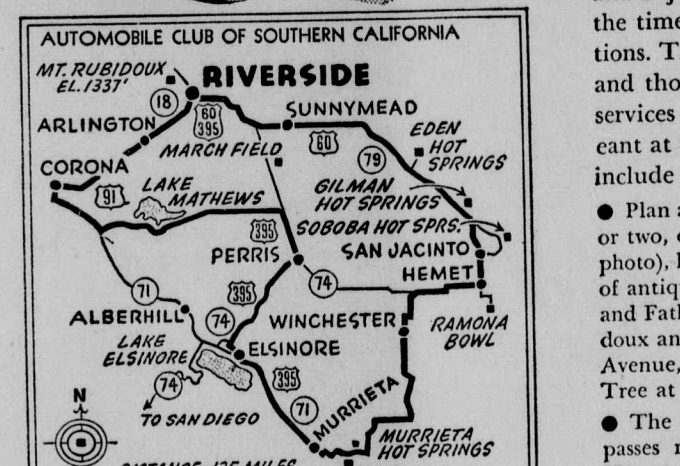 AUTOMOBILE CLUB OF SOUTHERN CALIFORNIA
MT. RUBIDOUX
EL. 1337'
RIVERSIDE
18
60
395
SUNNYMEAD
ARLINGTON
MARCH FIELD
60
79
EDEN
HOT
SPRINGS
CORONA
91
LAKE
MATHEWS
GILMAN
HOT SPRINGS
SOBOBA HOT SPRS.
395
PERRIS
SAN JACINTO
HEMET
74
71
395
ALBERHILL
74
WINCHESTER
RAMONA
BOWL
LAKE
ELSINORE
ELSINORE
74
395
71
N
TO SAN DIEGO
MURRIETA
MURRIETA
HOT SPRINGS
DISTANCE 135 MILES
the time
tions. T
and tho
services
eant at
include
● Plan a
or two,
photo),
of antiq
and Fat
doux an
Avenue,
Tree at
● The
passes